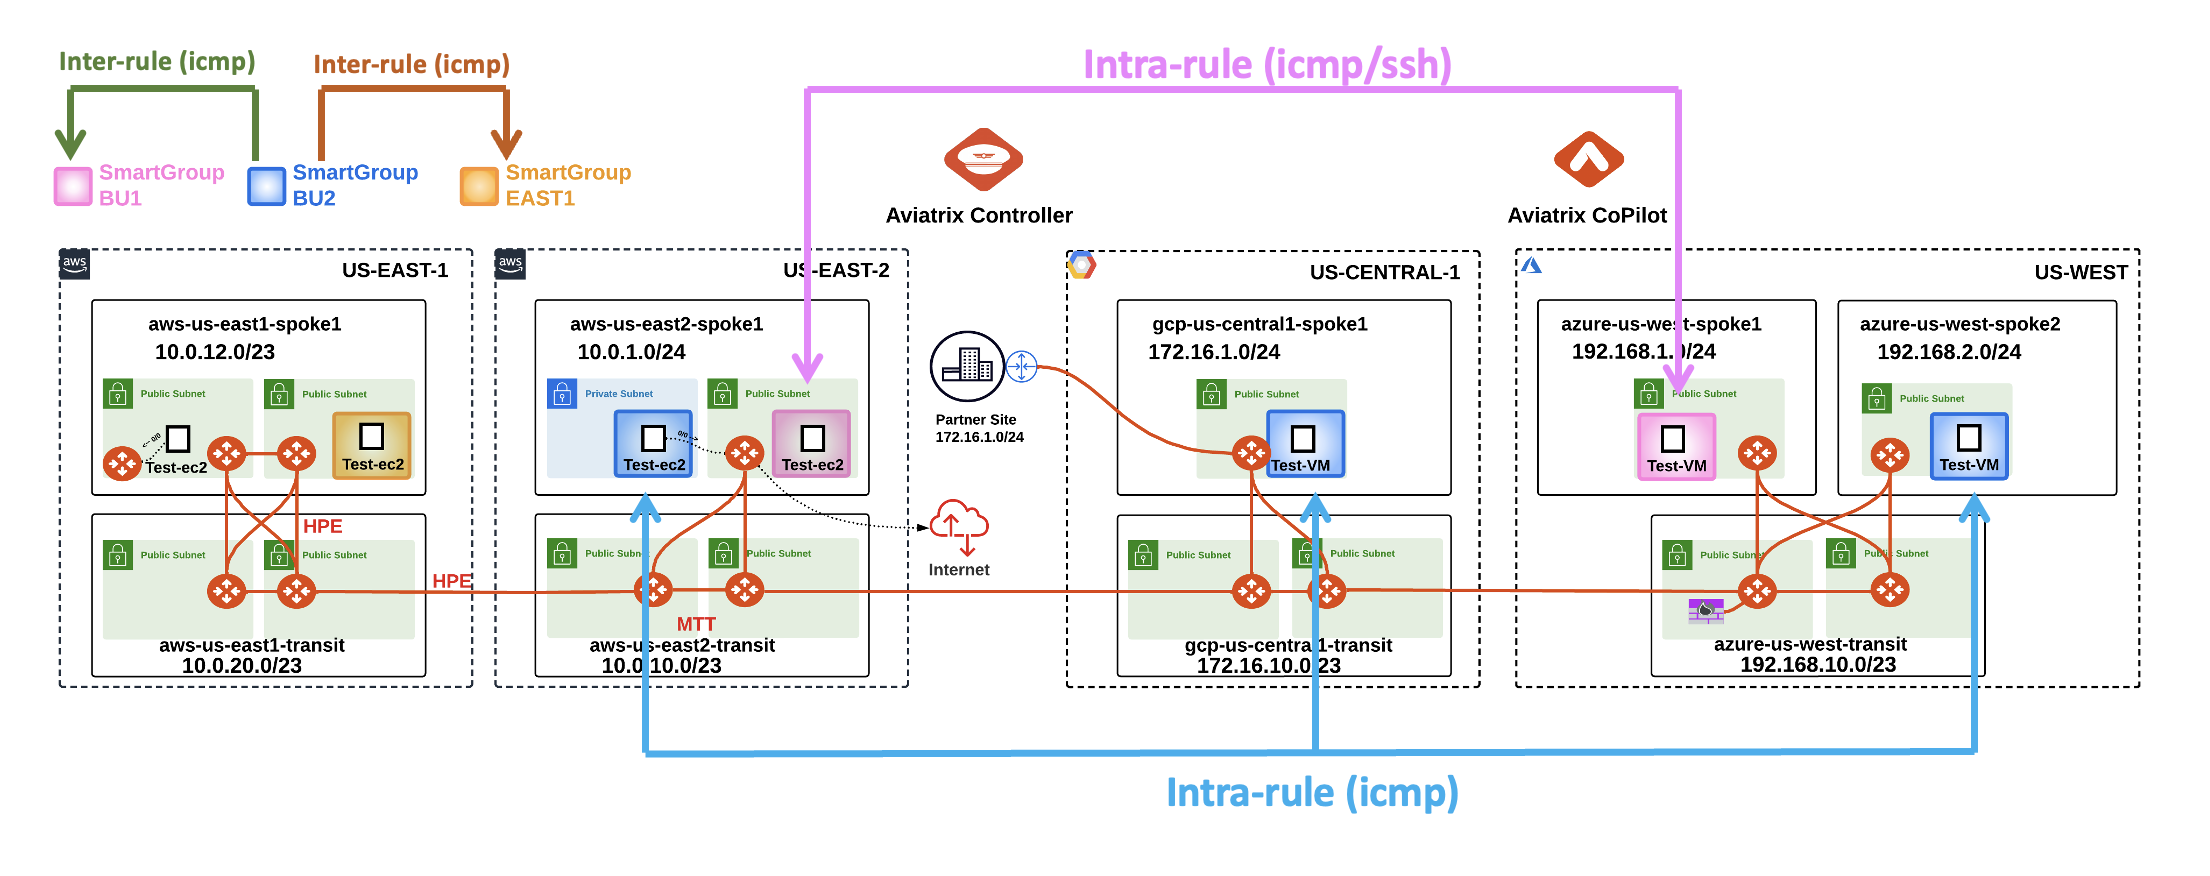 Inter-rule (icmp)
Inter-rule (icmp)
Intra-rule (icmp/ssh)
SmartGroup
BU1
SmartGroup
BU2
SmartGroup
EAST1
Aviatrix Controller
Aviatrix CoPilot
aws
US-EAST-1
aws
US-EAST-2
US-CENTRAL-1
US-WEST
aws-us-east1-spoke1
10.0.12.0/23
Public Subnet
Public Subnet
0/0
Test-ec2
Test-ec2
HPE
Public Subnet
Public Subnet
aws-us-east1-transit
10.0.20.0/23
HPE
aws-us-east2-spoke1
10.0.1.0/24
Private Subnet
Public Subnet
0/0
Test-ec2
Test-ec2
Public Subnet
Public Subnet
MTT
aws-us-east2-transit
10.0.10.0/23
Partner Site
172.16.1.0/24
Internet
gcp-us-central1-spoke1
172.16.1.0/24
Public Subnet
Test-VM
Public Subnet
Public Subnet
gcp-us-central1-transit
172.16.10.0/23
azure-us-west-spoke1
192.168.1.0/24
Public Subnet
Test-VM
azure-us-west-spoke2
192.168.2.0/24
Public Subnet
Test-VM
Public Subnet
Public Subnet
azure-us-west-transit
192.168.10.0/23
Intra-rule (icmp)